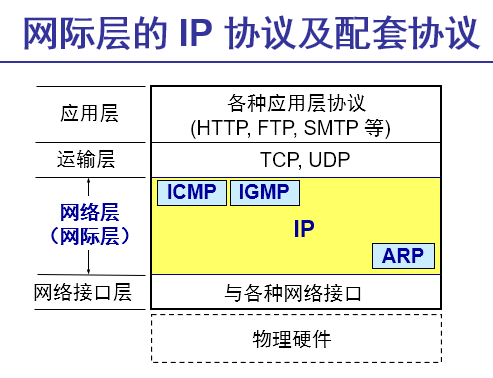 网际层的 IP 协议及配套协议
应用层
各种应用层协议
(HTTP, FTP, SMTP 等)
运输层
TCP, UDP
网络层
（网际层）
ICMP
IGMP
IP
ARP
网络接口层
与各种网络接口
物理硬件